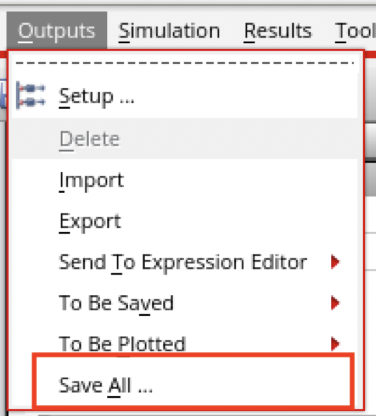 Outputs Simulation Results Tool
Setup ...
Delete
Import
Export
Send To Expression Editor
To Be Saved
To Be Plotted
Save All ...